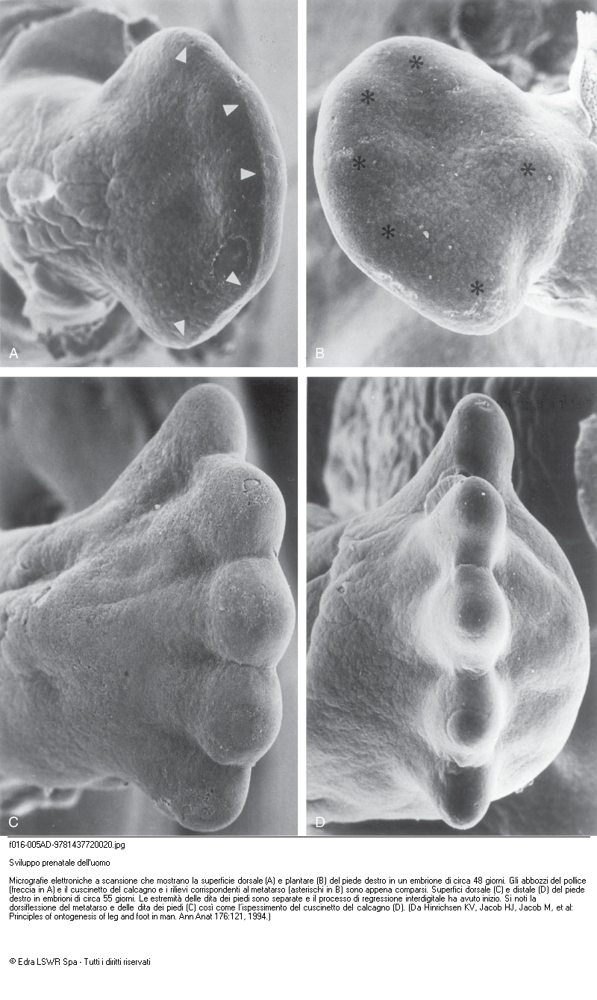 A
B
C
D
f016-005AD-9781437720020.jpg
Sviluppo prenatale dell'uomo
Micrografie elettroniche a scansione che mostrano la superficie dorsale (A) e plantare (B) del piede destro in un embrione di circa 48 giorni. Gli abbozzi del pollice
(freccia in A) e il cuscinetto del calcagno e i rilievi corrispondenti al metatarso (asterischi in B) sono appena comparsi. Superfici dorsale (C) e distale (D) del piede
destro in embrioni di circa 55 giorni. Le estremità delle dita dei piedi sono separate e il processo di regressione interdigitale ha avuto inizio. Si noti la
dorsiflessione del metatarso e delle dita dei piedi (C) così come l'ispessimento del cuscinetto del calcagno (D). (Da Hinrichsen KV, Jacob HJ, Jacob M, et al:
Principles of ontogenesis of leg and foot in man. Ann Anat 176:121, 1994.)
© Edra LSWR Spa - Tutti i diritti riservati